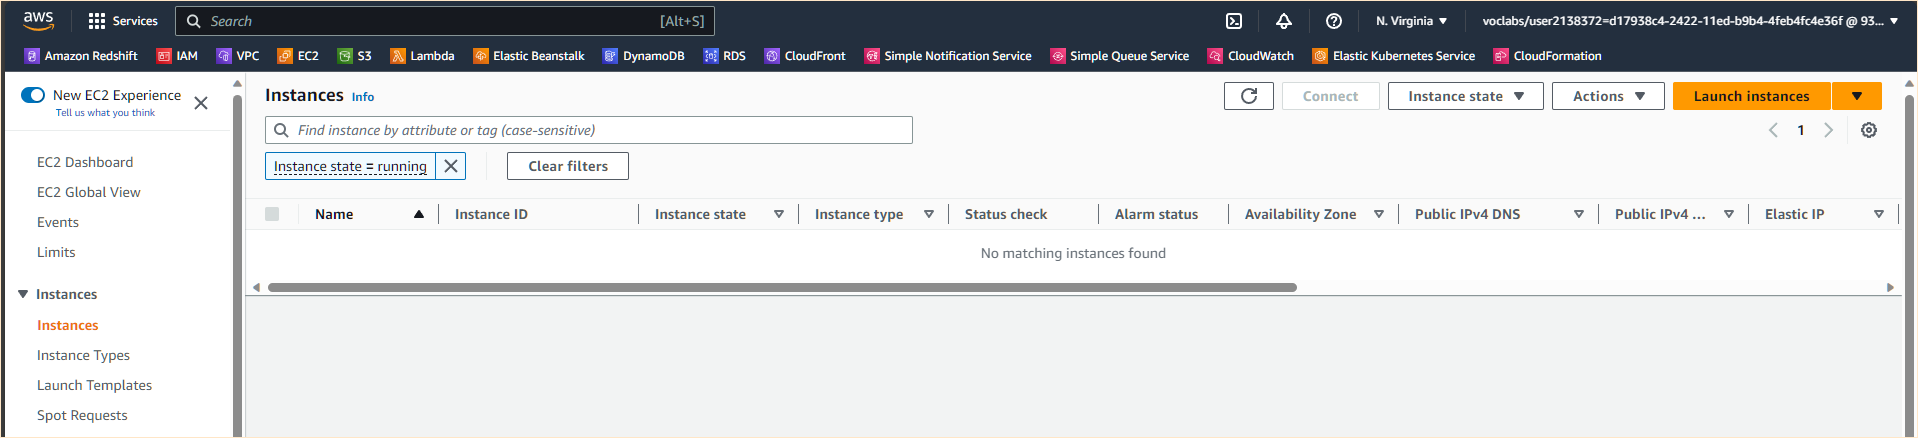 aws Services Search [Alt+S] N. Virginia voclabs/user2138372=d17938c4-2422-11ed-b9b4-4feb4fc4e36f @ 93...
Amazon Redshift IAM VPC EC2 S3 Lambda Elastic Beanstalk DynamoDB RDS CloudFront Simple Notification Service Simple Queue Service CloudWatch Elastic Kubernetes Service CloudFormation
New EC2 Experience
Tell us what you think
EC2 Dashboard
EC2 Global View
Events
Limits
Instances
Instances
Instance Types
Launch Templates
Spot Requests
Instances Info
Connect Instance state Actions Launch instances
Find instance by attribute or tag (case-sensitive)
1
Instance state = running Clear filters
Name Instance ID Instance state Instance type Status check Alarm status Availability Zone Public IPv4 DNS Public IPv4 ... Elastic IP
No matching instances found